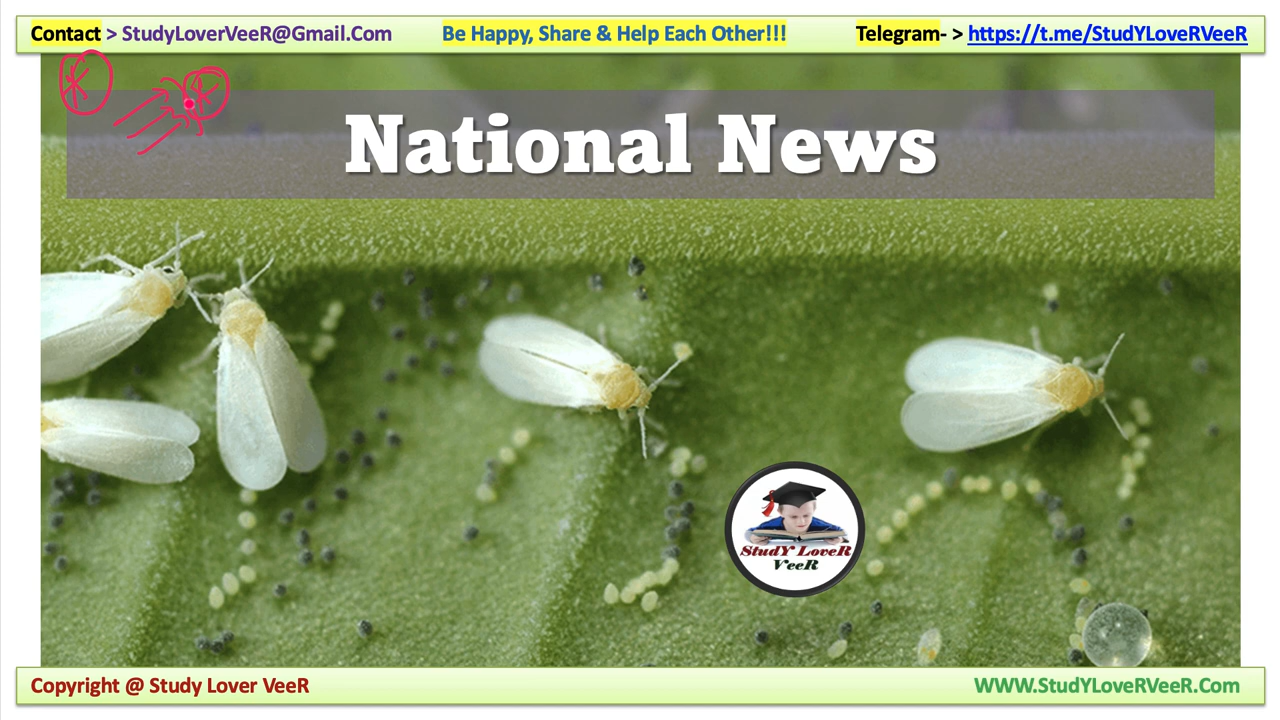 Contact > StudyLoverVeeR@Gmail.Com Be Happy, Share & Help Each Other!!! Telegram- > https://t.me/StudYLoveRVeeR
K K
National News
StudY LoveR
VeeR
Copyright @ Study Lover VeeR WWW.StudYLoveRVeeR.Com